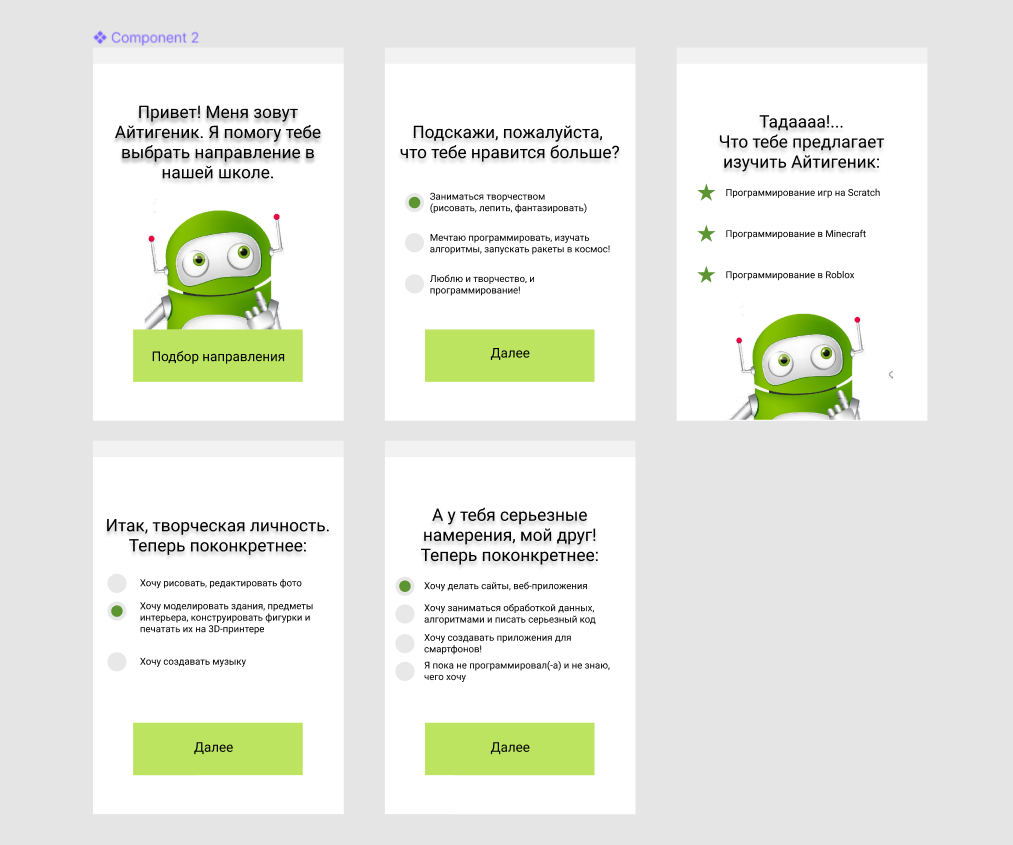 Component 2
Привет! Меня зовут
Айтигеник. Я помогу тебе
выбрать направление в
нашей школе.
Подбор направления
Подскажи, пожалуйста,
что тебе нравится больше?
Заниматься творчеством
(рисовать, лепить, фантазировать)
Мечтаю программировать, изучать
алгоритмы, запускать ракеты в космос!
Люблю и творчество, и
программирование!
Далее
Тадаааа!...
Что тебе предлагает
изучить Айтигеник:
Программирование игр на Scratch
Программирование в Minecraft
Программирование в Roblox
Итак, творческая личность.
Теперь поконкретнее:
Хочу рисовать, редактировать фото
Хочу моделировать здания, предметы
интерьера, конструировать фигурки и
печатать их на 3D-принтере
Хочу создавать музыку
Далее
А у тебя серьезные
намерения, мой друг!
Теперь поконкретнее:
Хочу делать сайты, веб-приложения
Хочу заниматься обработкой данных,
алгоритмами и писать серьезный код
Хочу создавать приложения для
смартфонов!
Я пока не программировал(-а) и не знаю,
чего хочу
Далее